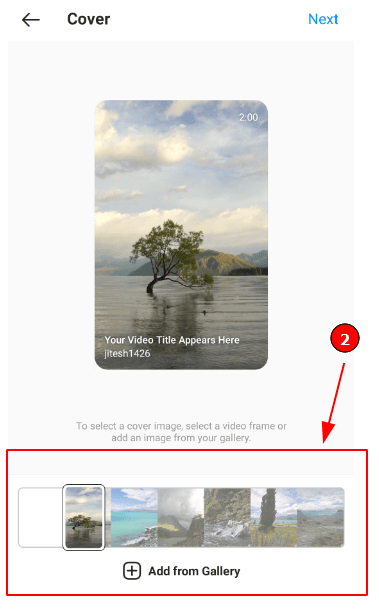 Cover
Next
2:00
Your Video Title Appears Here
jitesh1426
2
To select a cover image, select a video frame or
add an image from your gallery.
Add from Gallery